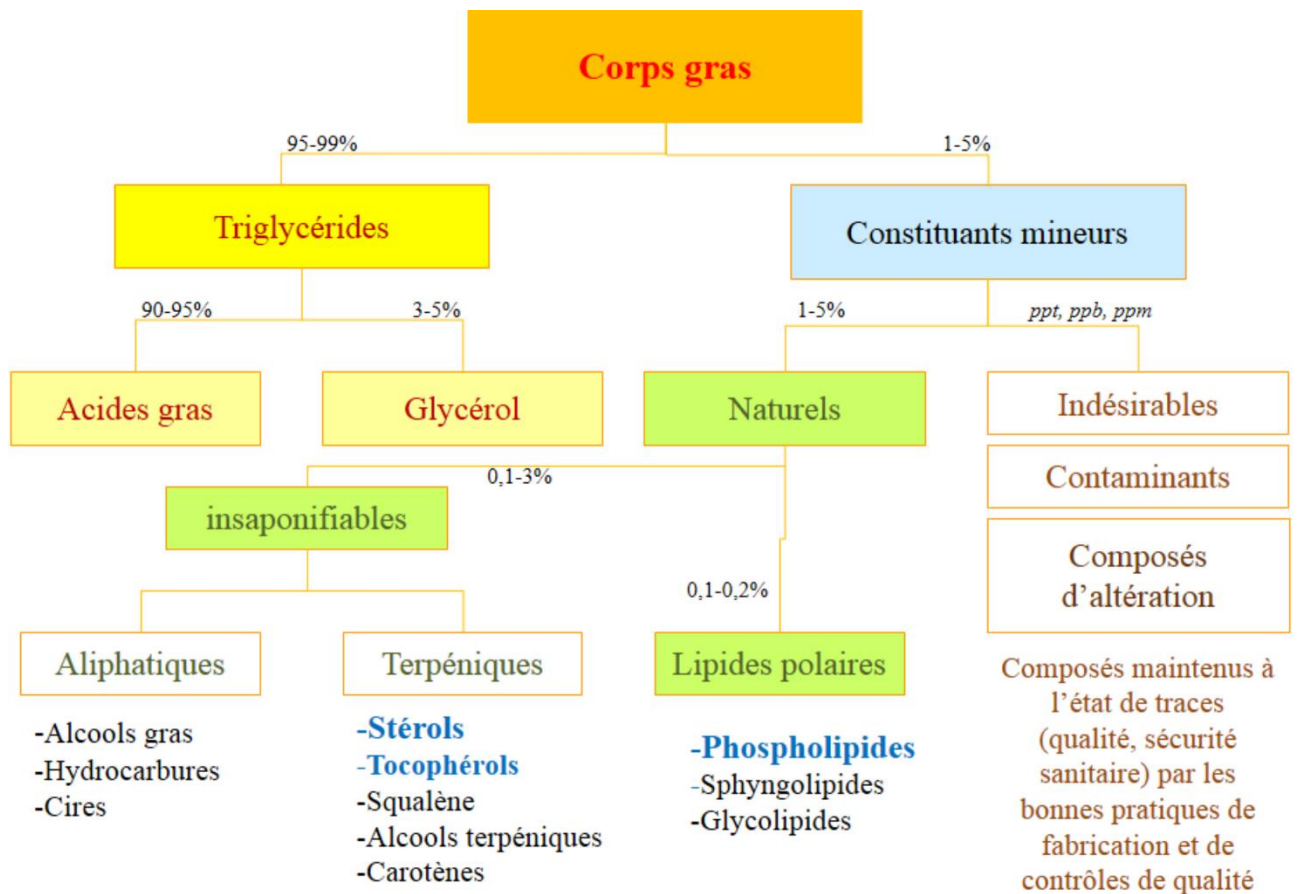 Corps gras
95-99%
1-5%
Triglycérides
Constituants mineurs
90-95%
3-5%
1-5%
ppt, ppb, ppm
Acides gras
Glycérol
Naturels
Indésirables
Contaminants
Composés
d’altération
0,1-3%
insaponifiables
0,1-0,2%
Aliphatiques
Terpéniques
Lipides polaires
-Alcools gras
-Hydrocarbures
-Cires
-Stérols
-Tocophérols
-Squalène
-Alcools terpéniques
-Carotènes
-Phospholipides
-Sphyngolipides
-Glycolipides
Composés maintenus à
l’état de traces
(qualité, sécurité
sanitaire) par les
bonnes pratiques de
fabrication et de
contrôles de qualité